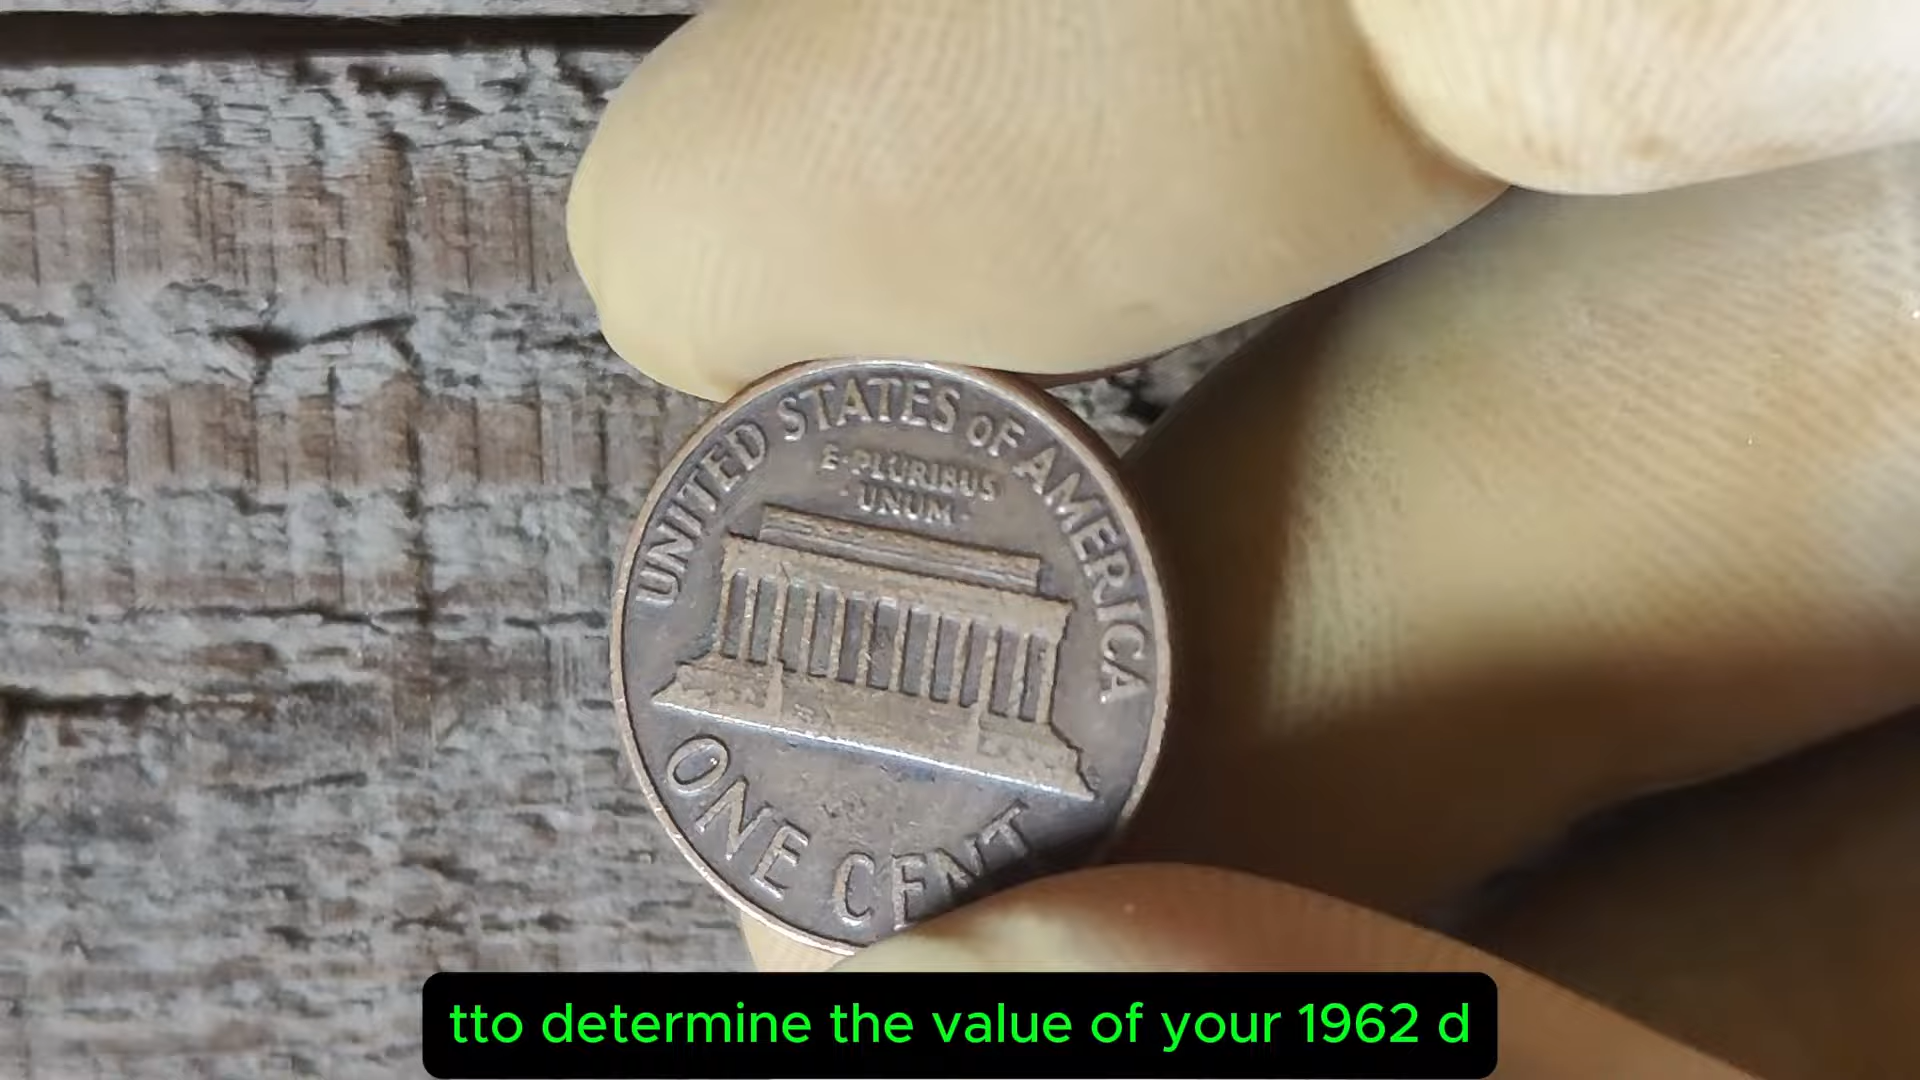 UNITED STATES OF AMERICA
E·PLURIBUS
UNUM
ONE CENT
tto determine the value of your 1962 d